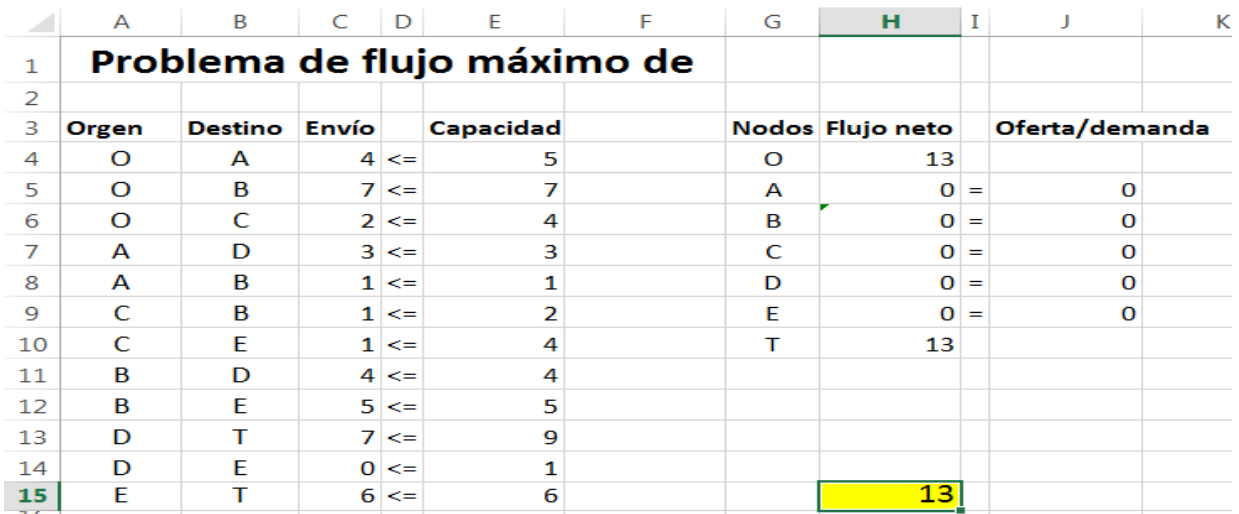 A B C D E F G H I J K
1 Problema de flujo máximo de
2
3 Orgen Destino Envío Capacidad Nodos Flujo neto Oferta/demanda
4 O A 4 <= 5 O 13
5 O B 7 <= 7 A 0 = 0
6 O C 2 <= 4 B 0 = 0
7 A D 3 <= 3 C 0 = 0
8 A B 1 <= 1 D 0 = 0
9 C B 1 <= 2 E 0 = 0
10 C E 1 <= 4 T 13
11 B D 4 <= 4
12 B E 5 <= 5
13 D T 7 <= 9
14 D E 0 <= 1
15 E T 6 <= 6 13